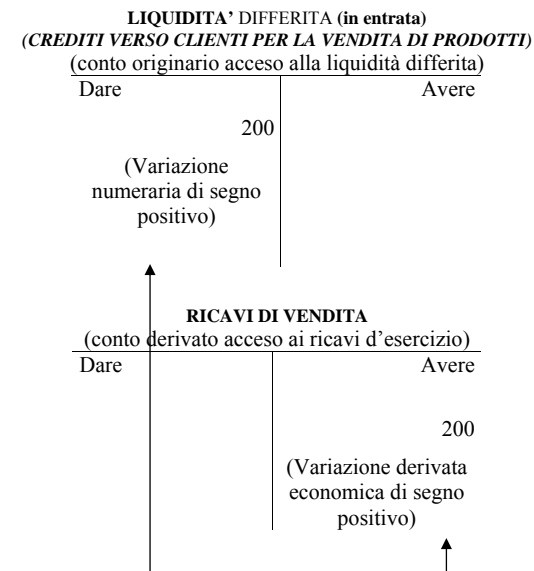 LIQUIDITA’ DIFFERITA (in entrata)
(CREDITI VERSO CLIENTI PER LA VENDITA DI PRODOTTI)
(conto originario acceso alla liquidità differita)
Dare Avere
200
(Variazione
numeraria di segno
positivo)
RICAVI DI VENDITA
(conto derivato acceso ai ricavi d’esercizio)
Dare Avere
200
(Variazione derivata
economica di segno
positivo)